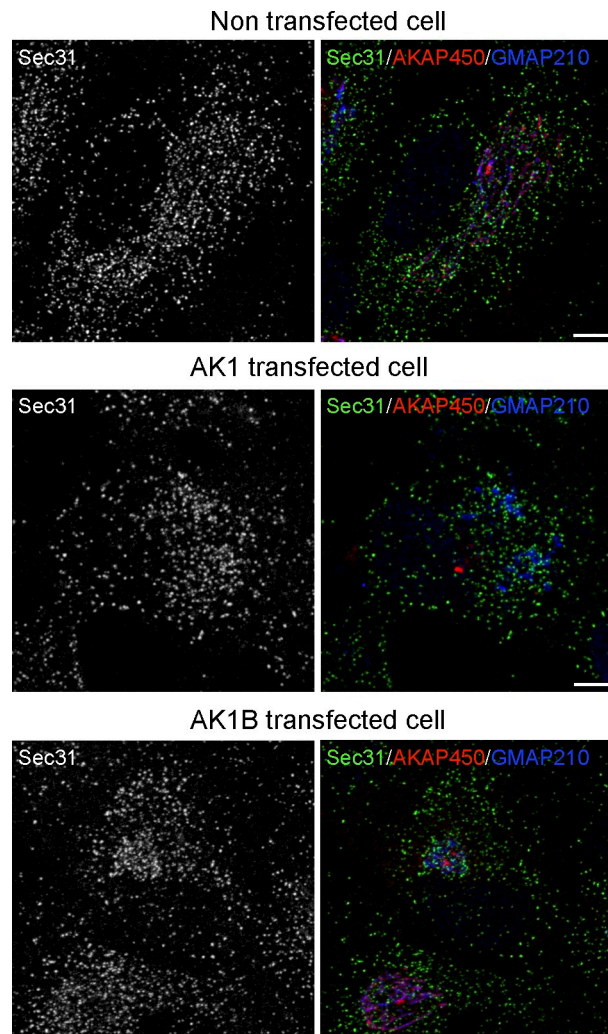 Non transfected cell
Sec31
Sec31/AKAP450/GMAP210
AK1 transfected cell
Sec31
Sec31/AKAP450/GMAP210
AK1B transfected cell
Sec31
Sec31/AKAP450/GMAP210